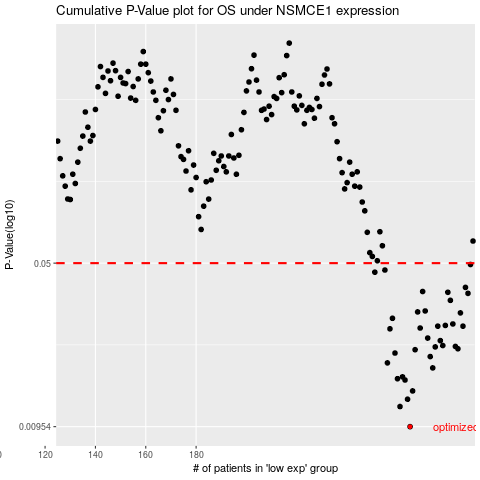 Cumulative P-Value plot for OS under NSMCE1 expression
P-Value(log10)
0.05
0.00954
optimized
0
120
140
160
180
# of patients in 'low exp' group